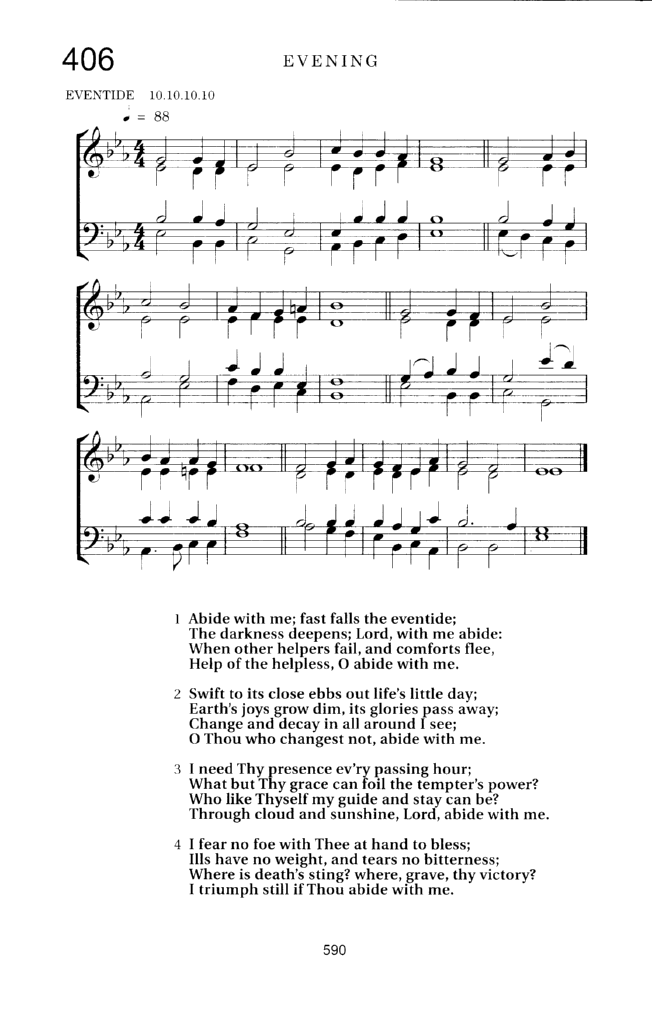 406
EVENING
EVENTIDE 10.10.10.10
= 88
1 Abide with me; fast falls the eventide;
The darkness deepens; Lord, with me abide:
When other helpers fail, and comforts flee,
Help of the helpless, O abide with me.
2 Swift to its close ebbs out life's little day;
Earth's joys grow dim, its glories pass away;
Change and decay in all around I see;
O Thou who changest not, abide with me.
3 I need Thy presence ev'ry passing hour;
What but Thy grace can foil the tempter's power?
Who like Thyself my guide and stay can be?
Through cloud and sunshine, Lord, abide with me.
4 I fear no foe with Thee at hand to bless;
Ills have no weight, and tears no bitterness;
Where is death's sting? where, grave, thy victory?
I triumph still if Thou abide with me.
590